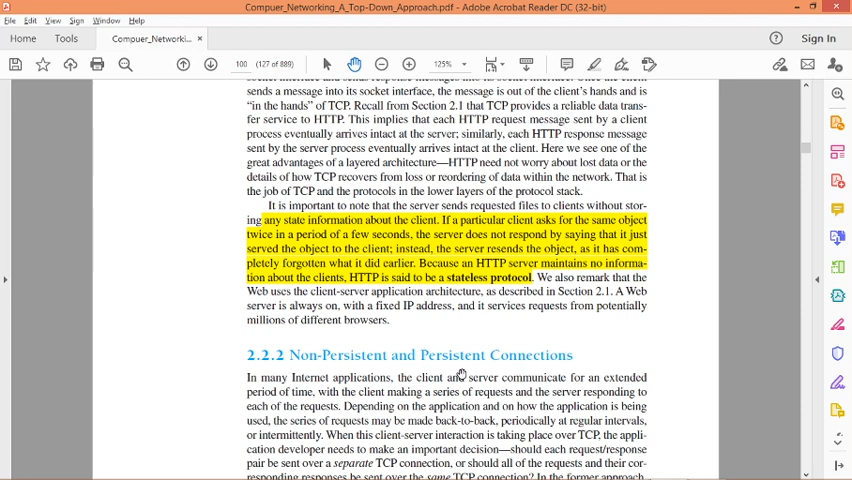 Compuer_Networking_A_Top-Down_Approach.pdf - Adobe Acrobat Reader DC (32-bit)
File Edit View Sign Window Help
Home Tools Compuer_Networki... × Sign In
100 (127 of 889) 125%
sends a message into its socket interface, the message is out of the client's hands and is
"in the hands" of TCP. Recall from Section 2.1 that TCP provides a reliable data trans-
fer service to HTTP. This implies that each HTTP request message sent by a client
process eventually arrives intact at the server; similarly, each HTTP response message
sent by the server process eventually arrives intact at the client. Here we see one of the
great advantages of a layered architecture—HTTP need not worry about lost data or the
details of how TCP recovers from loss or reordering of data within the network. That is
the job of TCP and the protocols in the lower layers of the protocol stack.
It is important to note that the server sends requested files to clients without stor-
ing any state information about the client. If a particular client asks for the same object
twice in a period of a few seconds, the server does not respond by saying that it just
served the object to the client; instead, the server resends the object, as it has com-
pletely forgotten what it did earlier. Because an HTTP server maintains no informa-
tion about the clients, HTTP is said to be a stateless protocol. We also remark that the
Web uses the client-server application architecture, as described in Section 2.1. A Web
server is always on, with a fixed IP address, and it services requests from potentially
millions of different browsers.
2.2.2 Non-Persistent and Persistent Connections
In many Internet applications, the client and server communicate for an extended
period of time, with the client making a series of requests and the server responding to
each of the requests. Depending on the application and on how the application is being
used, the series of requests may be made back-to-back, periodically at regular intervals,
or intermittently. When this client-server interaction is taking place over TCP, the appli-
cation developer needs to make an important decision—should each request/response
pair be sent over a separate TCP connection, or should all of the requests and their cor-
responding responses be sent over the same TCP connection? In the former approach,